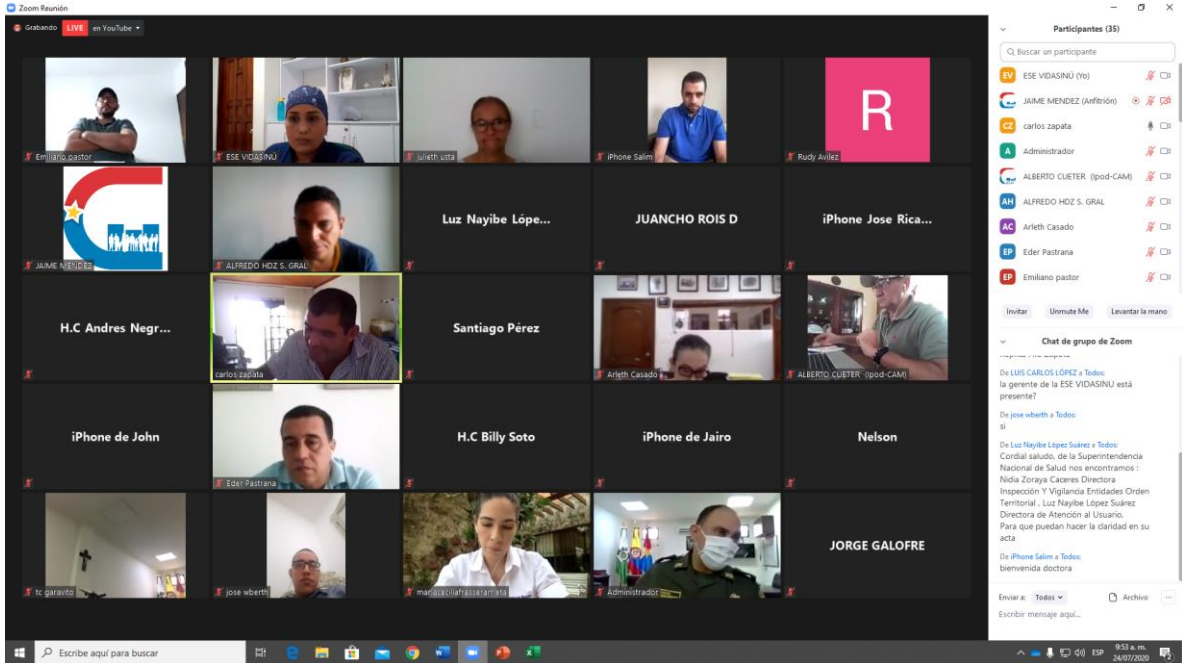 Zoom Reunión
Grabando LIVE en YouTube
Emiliano pastor
ESE VIDASINÚ
julieth usta
iPhone Salim
R
Rudy Avilez
JAIME MENDEZ
ALFREDO HDZ S. GRAL
Luz Nayibe Lópe...
JUANCHO ROIS D
iPhone Jose Rica...
H.C Andres Negr...
carlos zapata
Santiago Pérez
Arleth Casado
ALBERTO CUETER (Ipod-CAM)
iPhone de John
Eder Pastrana
H.C Billy Soto
iPhone de Jairo
Nelson
tc garavito
jose wberth
Administrador
JORGE GALOFRE
Participantes (35)
Buscar un participante
EV ESE VIDASINÚ (Yo)
JAIME MENDEZ (Anfitrión)
CZ carlos zapata
A Administrador
ALBERTO CUETER (Ipod-CAM)
AH ALFREDO HDZ S. GRAL
AC Arleth Casado
EP Eder Pastrana
EP Emiliano pastor
Invitar Unmute Me Levantar la mano
Chat de grupo de Zoom
De LUIS CARLOS LÓPEZ a Todos:
la gerente de la ESE VIDASINU está
presente?
De jose wberth a Todos:
si
De Luz Nayibe López Suárez a Todos:
Cordial saludo, de la Superintendencia
Nacional de Salud nos encontramos :
Nidia Zoraya Caceres Directora
Inspección Y Vigilancia Entidades Orden
Territorial , Luz Nayibe López Suárez
Directora de Atención al Usuario.
Para que puedan hacer la claridad en su
acta
De iPhone Salim a Todos:
bienvenida doctora
Enviar a: Todos Archivo ...
Escribir mensaje aquí...
Escribe aquí para buscar
ESP
9:53 a. m.
24/07/2020
2